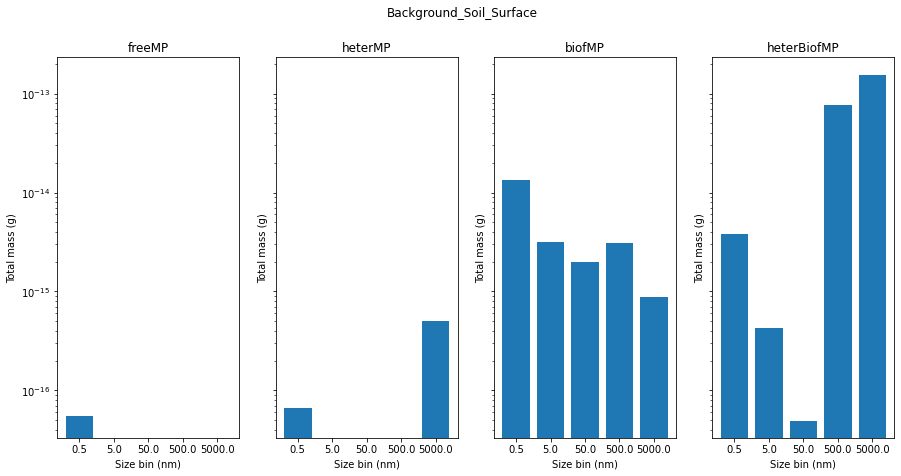 Background_Soil_Surface
freeMP
heterMP
biofMP
heterBiofMP
Total mass (g)
10⁻¹³
10⁻¹⁴
10⁻¹⁵
10⁻¹⁶
0.5 5.0 50.0 500.0 5000.0
Size bin (nm)
Total mass (g)
0.5 5.0 50.0 500.0 5000.0
Size bin (nm)
Total mass (g)
0.5 5.0 50.0 500.0 5000.0
Size bin (nm)
Total mass (g)
0.5 5.0 50.0 500.0 5000.0
Size bin (nm)